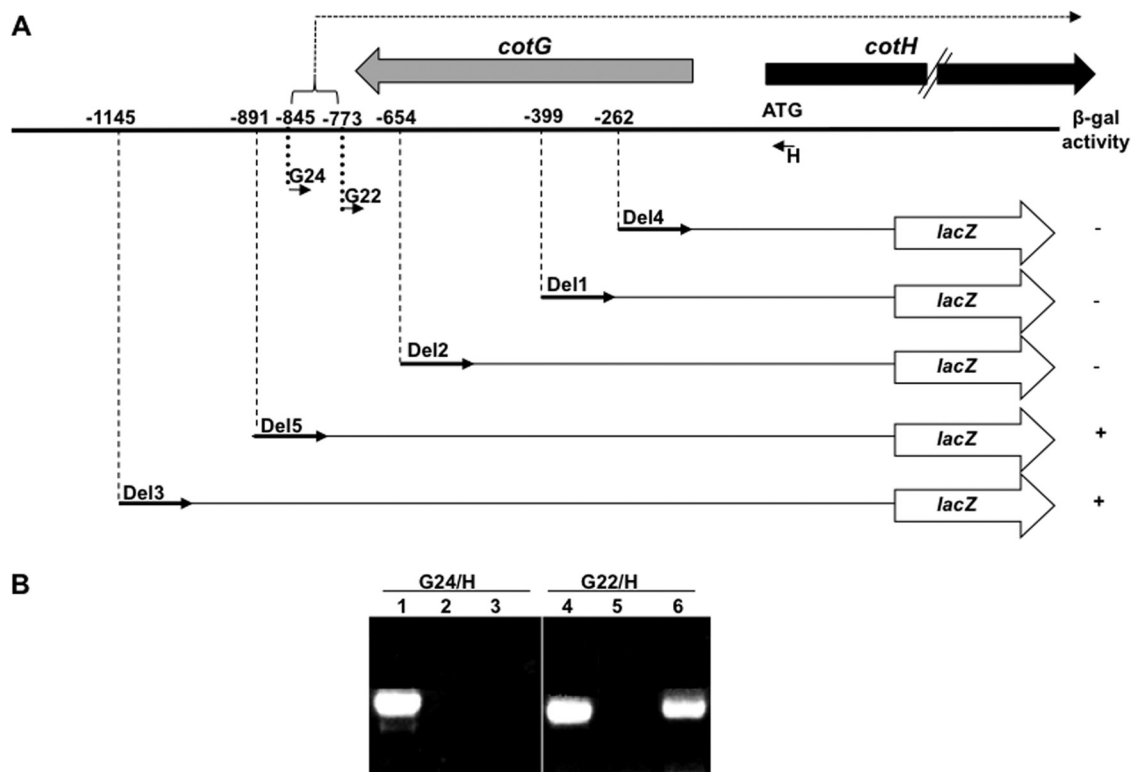 A
cotG
cotH
-1145
-891
-845
-773
-654
-399
-262
ATG
β-gal
activity
H
G24
G22
Del4
lacZ
-
Del1
lacZ
-
Del2
lacZ
-
Del5
lacZ
+
Del3
lacZ
+
B
G24/H
G22/H
1 2 3 4 5 6